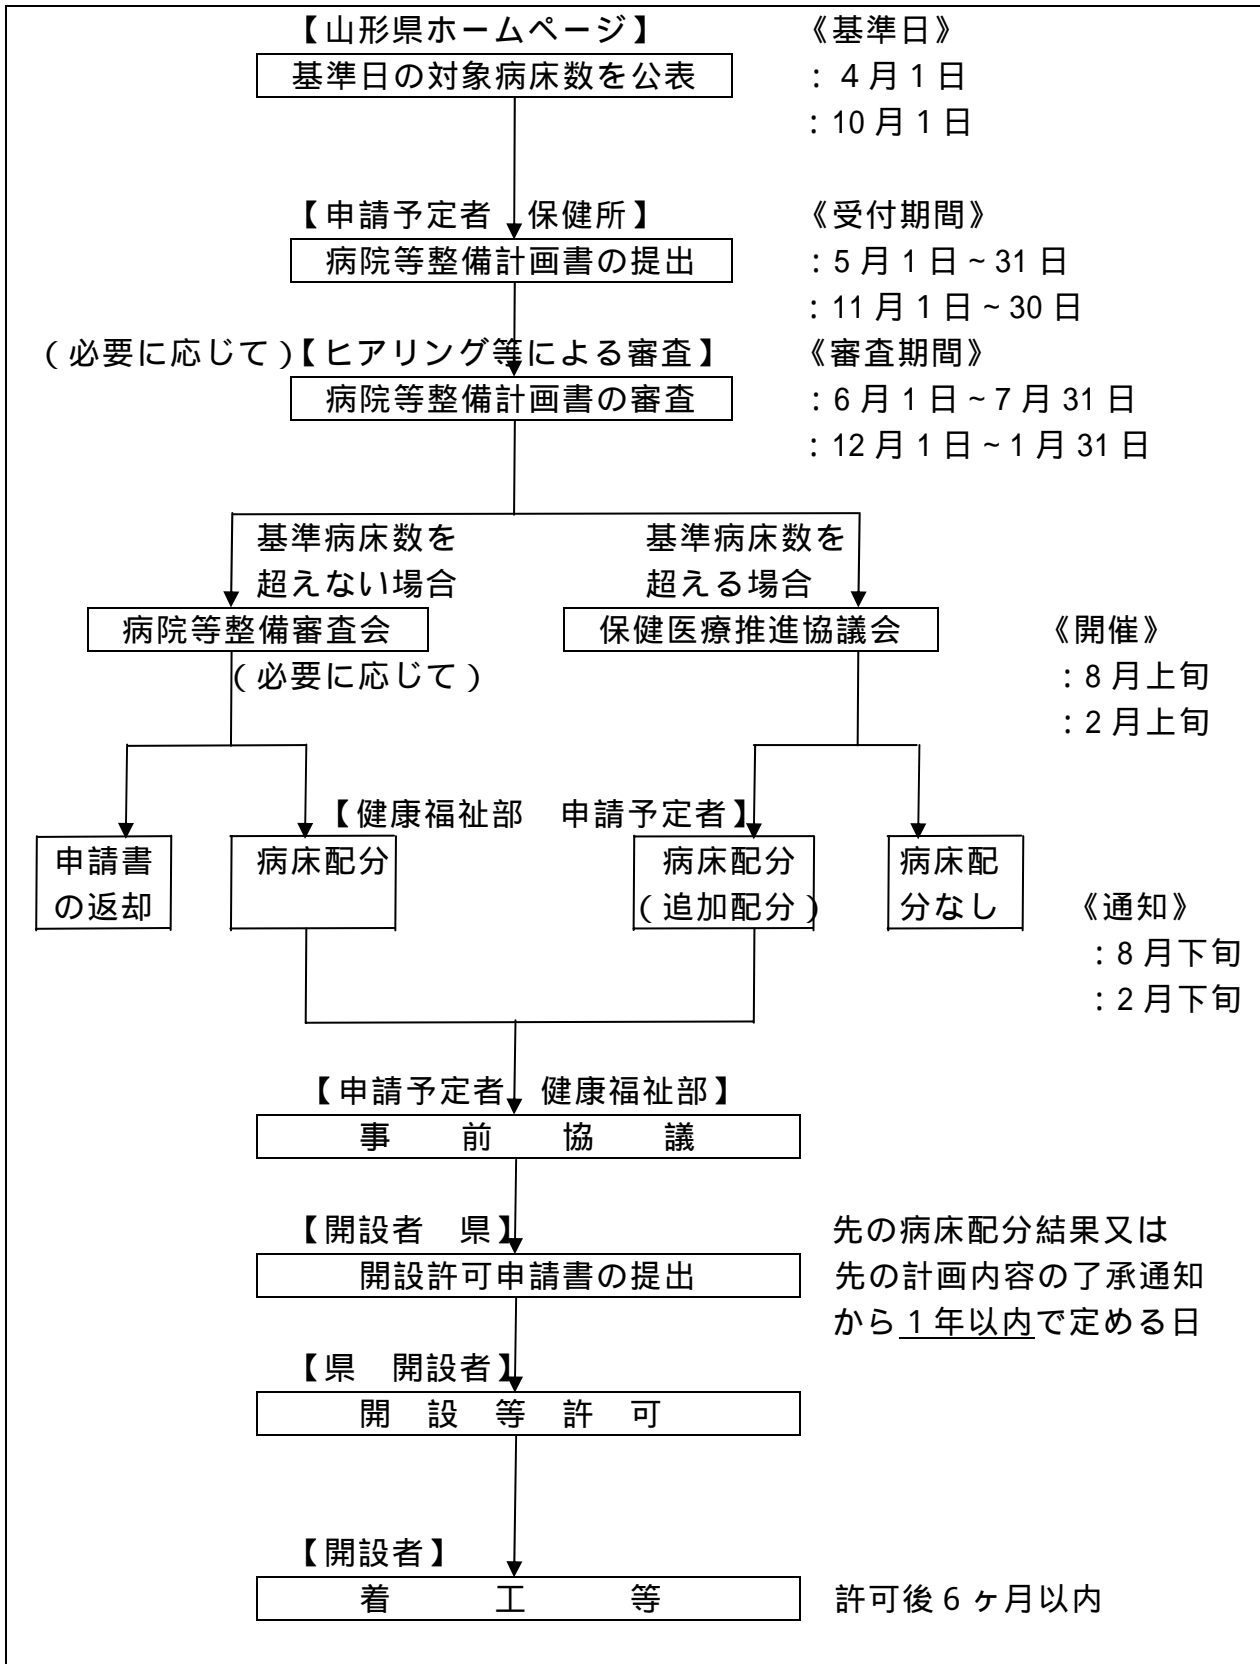 【山形県ホームページ】 《基準日》
基準日の対象病床数を公表 : 4月1日
: 10月1日
【申請予定者 保健所】 《受付期間》
病院等整備計画書の提出 : 5月1日~31日
: 11月1日~30日
(必要に応じて)【ヒアリング等による審査】 《審査期間》
病院等整備計画書の審査 : 6月1日~7月31日
: 12月1日~1月31日
基準病床数を 基準病床数を
超えない場合 超える場合
病院等整備審査会 保健医療推進協議会 《開催》
(必要に応じて) : 8月上旬
: 2月上旬
【健康福祉部 申請予定者】
申請書 病床配分 病床配分 病床配
の返却 (追加配分) 分なし 《通知》
: 8月下旬
: 2月下旬
【申請予定者 健康福祉部】
事前協議
【開設者 県】 先の病床配分結果又は
開設許可申請書の提出 先の計画内容の了承通知
から1年以内で定める日
【県 開設者】
開設等許可
【開設者】
着工等 許可後6ヶ月以内